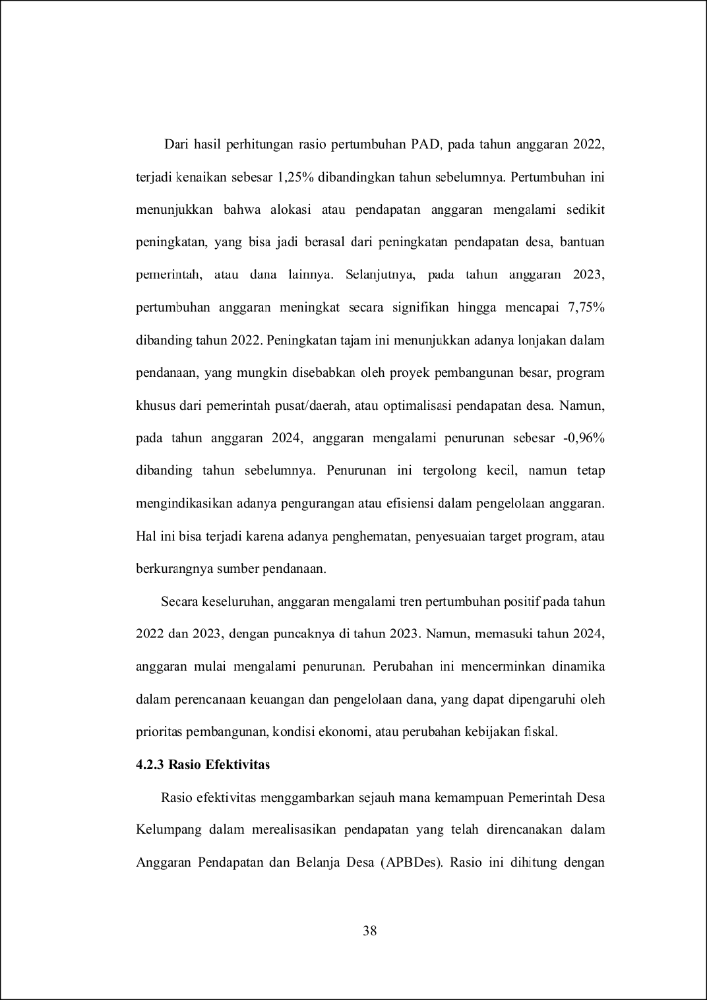 Dari hasil perhitungan rasio pertumbuhan PAD, pada tahun anggaran 2022,
terjadi kenaikan sebesar 1,25% dibandingkan tahun sebelumnya. Pertumbuhan ini
menunjukkan bahwa alokasi atau pendapatan anggaran mengalami sedikit
peningkatan, yang bisa jadi berasal dari peningkatan pendapatan desa, bantuan
pemerintah, atau dana lainnya. Selanjutnya, pada tahun anggaran 2023,
pertumbuhan anggaran meningkat secara signifikan hingga mencapai 7,75%
dibanding tahun 2022. Peningkatan tajam ini menunjukkan adanya lonjakan dalam
pendanaan, yang mungkin disebabkan oleh proyek pembangunan besar, program
khusus dari pemerintah pusat/daerah, atau optimalisasi pendapatan desa. Namun,
pada tahun anggaran 2024, anggaran mengalami penurunan sebesar -0,96%
dibanding tahun sebelumnya. Penurunan ini tergolong kecil, namun tetap
mengindikasikan adanya pengurangan atau efisiensi dalam pengelolaan anggaran.
Hal ini bisa terjadi karena adanya penghematan, penyesuaian target program, atau
berkurangnya sumber pendanaan.
Secara keseluruhan, anggaran mengalami tren pertumbuhan positif pada tahun
2022 dan 2023, dengan puncaknya di tahun 2023. Namun, memasuki tahun 2024,
anggaran mulai mengalami penurunan. Perubahan ini mencerminkan dinamika
dalam perencanaan keuangan dan pengelolaan dana, yang dapat dipengaruhi oleh
prioritas pembangunan, kondisi ekonomi, atau perubahan kebijakan fiskal.
4.2.3 Rasio Efektivitas
Rasio efektivitas menggambarkan sejauh mana kemampuan Pemerintah Desa
Kelumpang dalam merealisasikan pendapatan yang telah direncanakan dalam
Anggaran Pendapatan dan Belanja Desa (APBDes). Rasio ini dihitung dengan
38